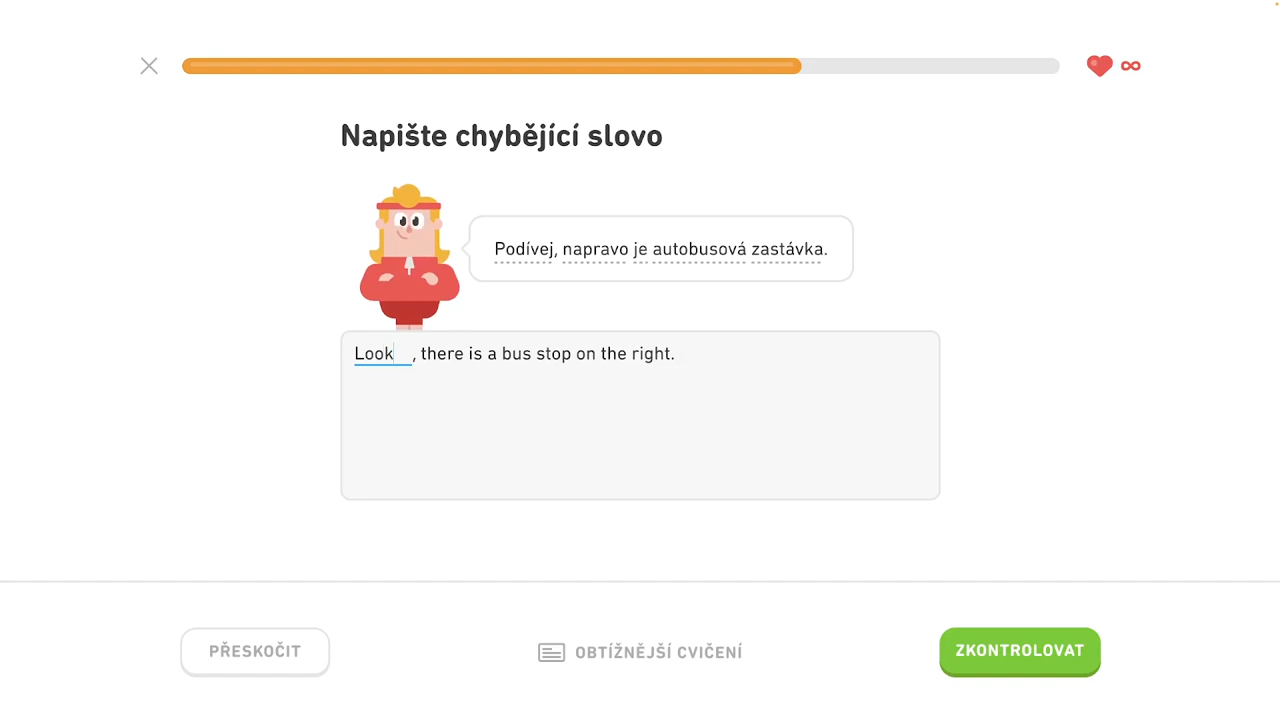 Napište chybějící slovo
Podívej, napravo je autobusová zastávka.
Look , there is a bus stop on the right.
PŘESKOČIT
OBTÍŽNĚJŠÍ CVIČENÍ
ZKONTROLOVAT